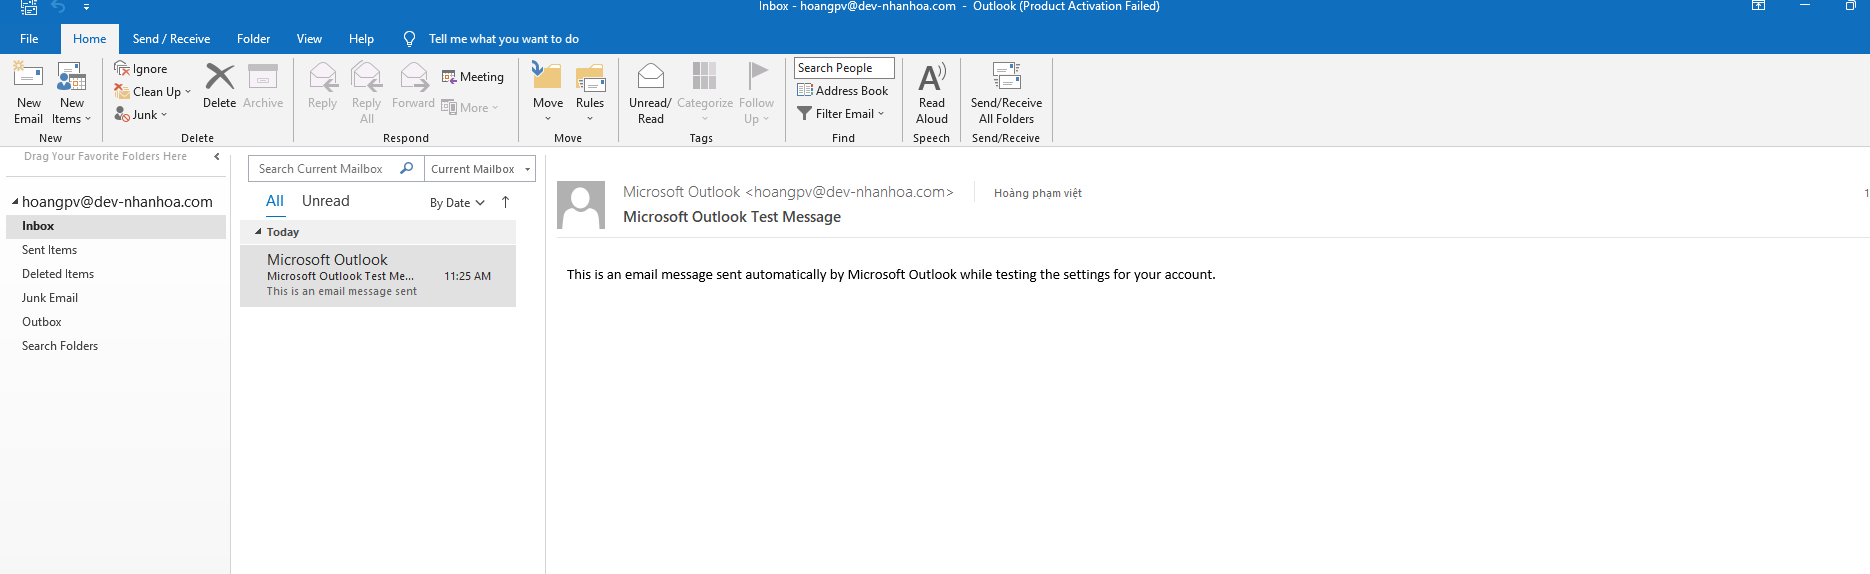 Inbox - hoangpv@dev-nhanhoa.com - Outlook (Product Activation Failed)
File Home Send / Receive Folder View Help Tell me what you want to do
New Email
New Items
New
Ignore
Clean Up
Junk
Delete
Archive
Delete
Reply
Reply All
Forward
Meeting
More
Respond
Move
Rules
Move
Unread/ Read
Categorize
Follow Up
Tags
Search People
Address Book
Filter Email
Find
Read Aloud
Speech
Send/Receive All Folders
Send/Receive
Drag Your Favorite Folders Here
hoangpv@dev-nhanhoa.com
Inbox
Sent Items
Deleted Items
Junk Email
Outbox
Search Folders
Search Current Mailbox Current Mailbox
All Unread By Date
Today
Microsoft Outlook
Microsoft Outlook Test Me... 11:25 AM
This is an email message sent
Microsoft Outlook <hoangpv@dev-nhanhoa.com> Hoàng phạm việt 1
Microsoft Outlook Test Message
This is an email message sent automatically by Microsoft Outlook while testing the settings for your account.